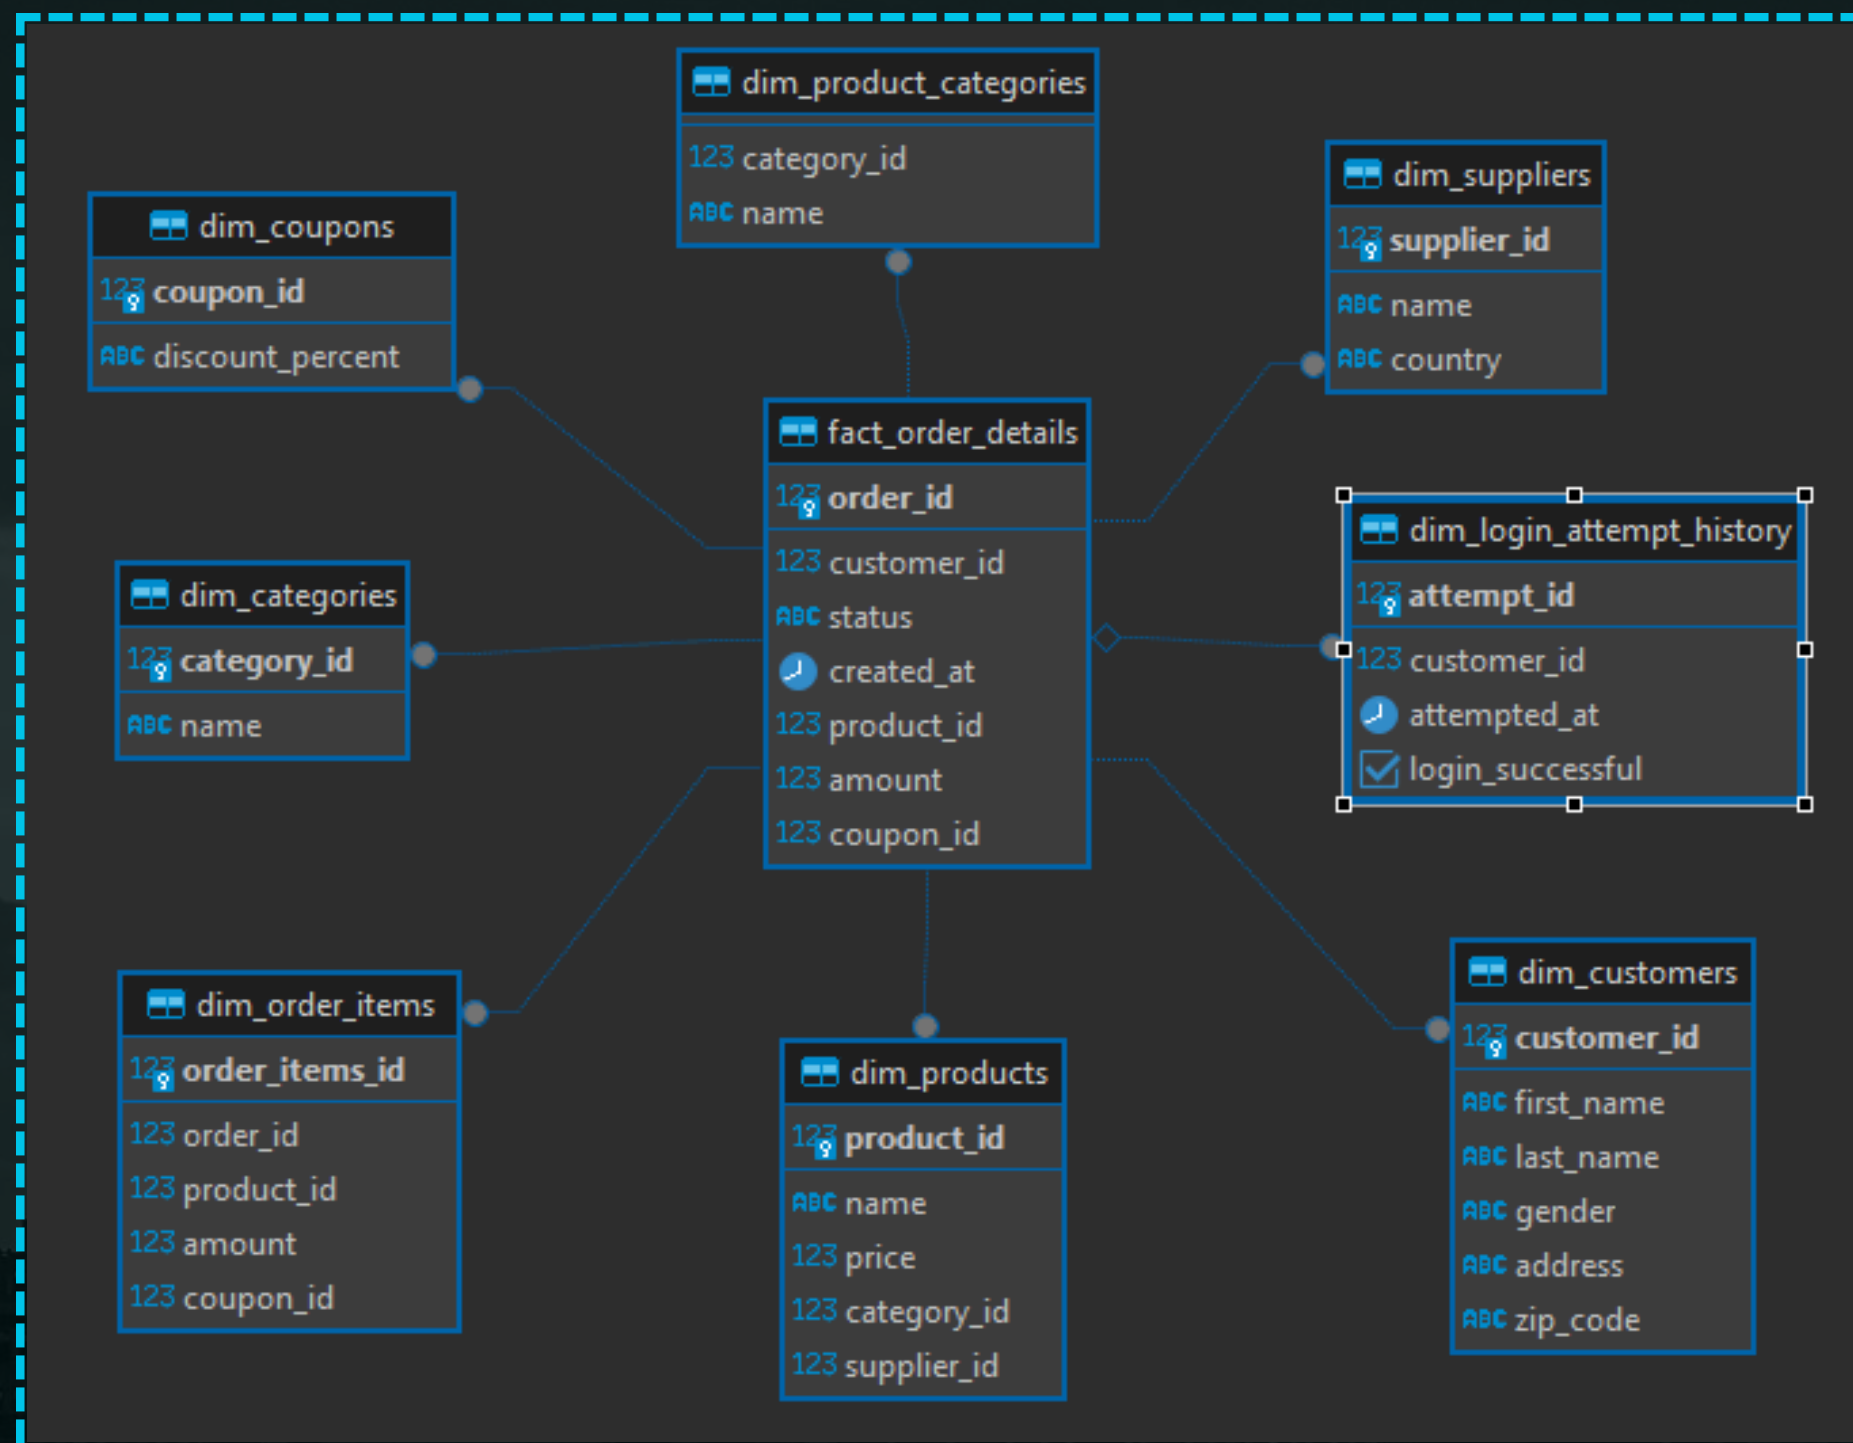 dim_product_categories
123 category_id
ABC name
dim_suppliers
123 supplier_id
ABC name
ABC country
dim_coupons
123 coupon_id
ABC discount_percent
fact_order_details
123 order_id
123 customer_id
ABC status
created_at
123 product_id
123 amount
123 coupon_id
dim_login_attempt_history
123 attempt_id
123 customer_id
attempted_at
login_successful
dim_categories
123 category_id
ABC name
dim_order_items
123 order_items_id
123 order_id
123 product_id
123 amount
123 coupon_id
dim_products
123 product_id
ABC name
123 price
123 category_id
123 supplier_id
dim_customers
123 customer_id
ABC first_name
ABC last_name
ABC gender
ABC address
ABC zip_code